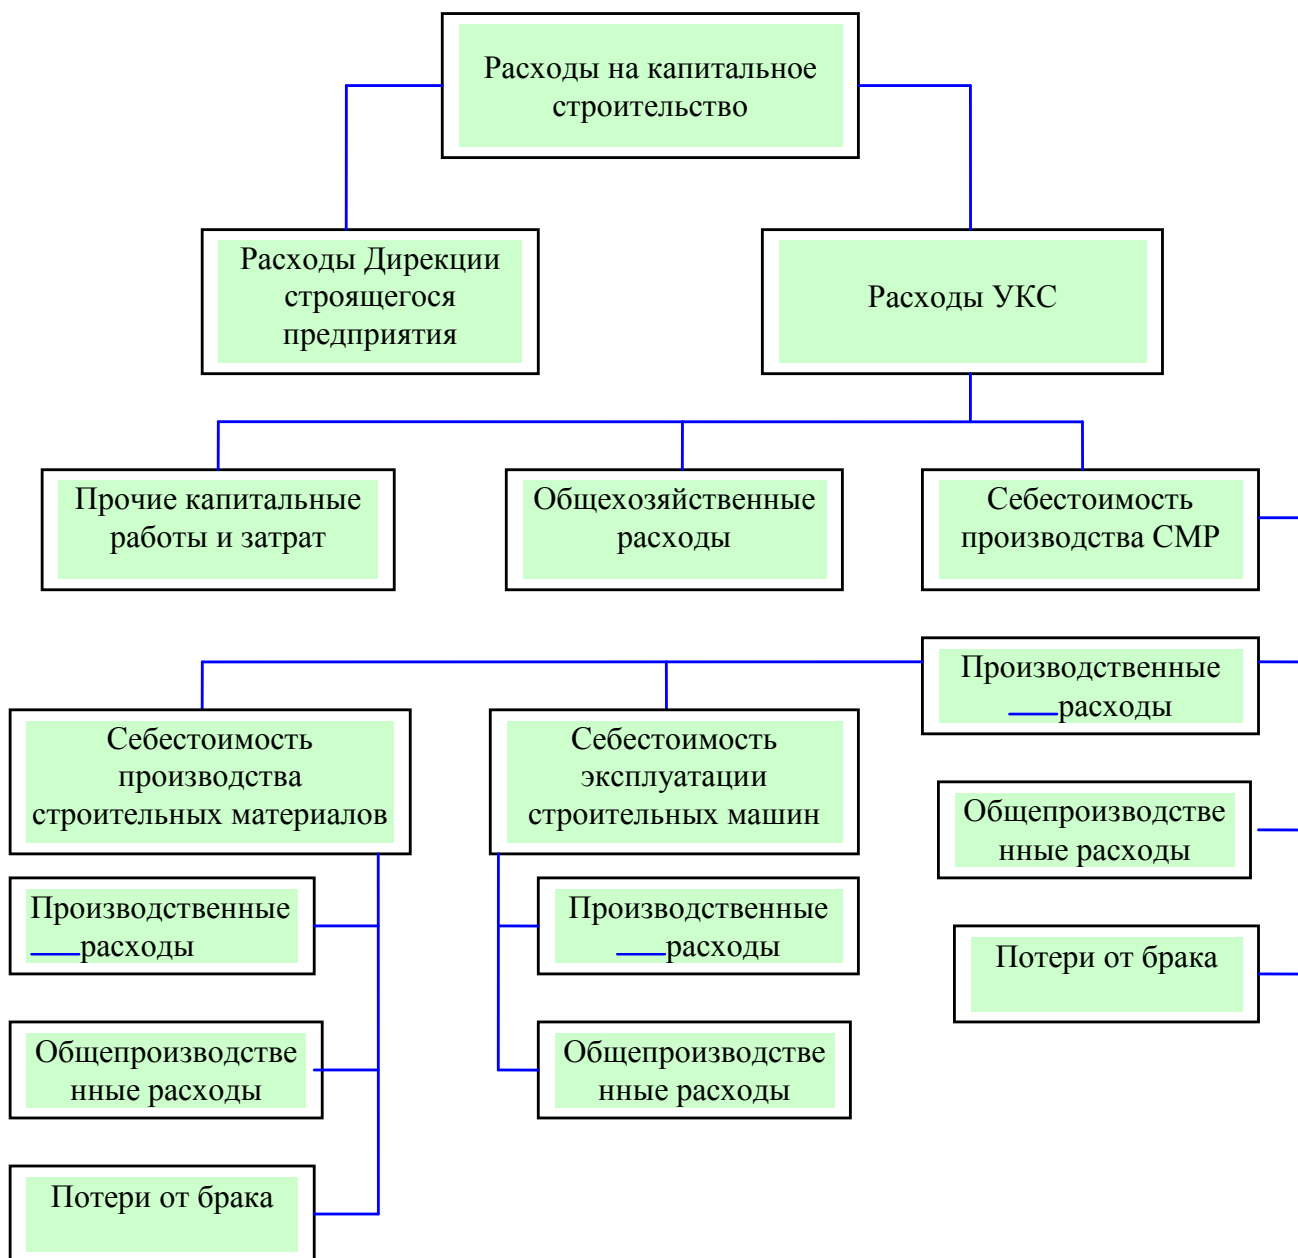 Расходы на капитальное
строительство
Расходы Дирекции
строящегося
предприятия
Расходы УКС
Прочие капитальные
работы и затрат
Общехозяйственные
расходы
Себестоимость
производства СМР
Производственные
расходы
Себестоимость
производства
строительных материалов
Себестоимость
эксплуатации
строительных машин
Общепроизводстве
нные расходы
Производственные
расходы
Производственные
расходы
Потери от брака
Общепроизводстве
нные расходы
Общепроизводстве
нные расходы
Потери от брака